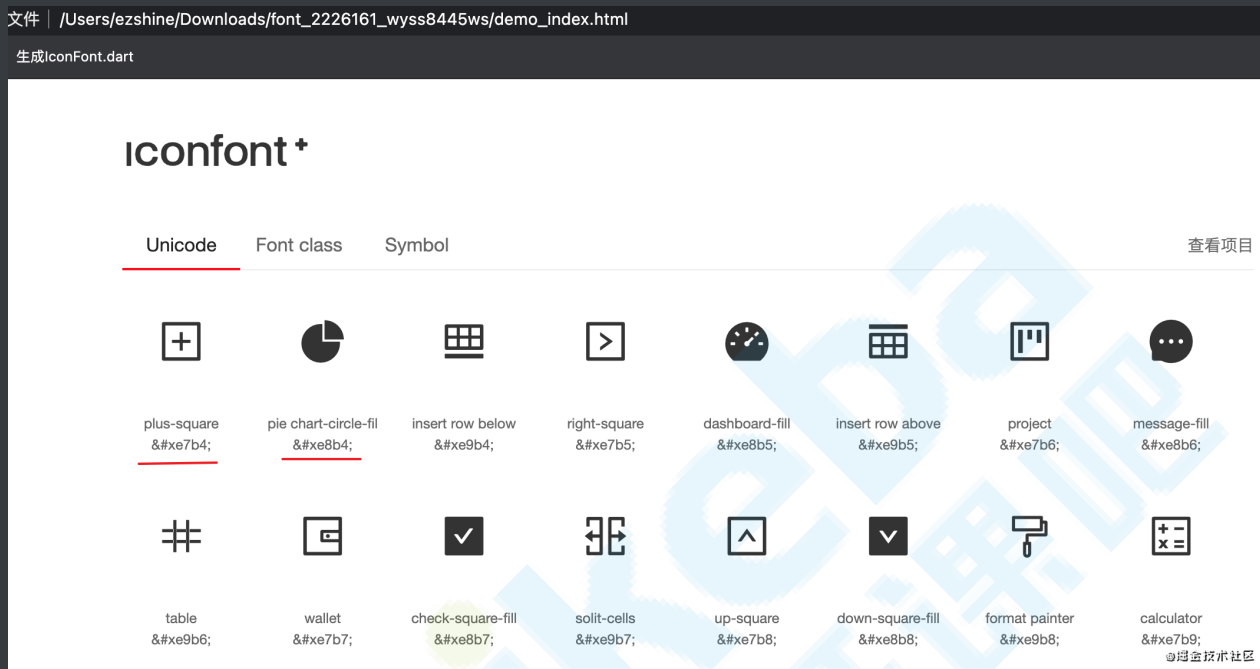 文件 /Users/ezshine/Downloads/font_2226161_wyss8445ws/demo_index.html
生成IconFont.dart
iconfont+
Unicode Font class Symbol 查看项目
plus-square pie chart-circle-fil insert row below right-square dashboard-fill insert row above project message-fill
&#xe7b4; &#xe8b4; &#xe9b4; &#xe7b5; &#xe8b5; &#xe9b5; &#xe7b6; &#xe8b6;
table wallet check-square-fill solit-cells up-square down-square-fill format painter calculator
&#xe9b6; &#xe7b7; &#xe8b7; &#xe9b7; &#xe7b8; &#xe8b8; &#xe9b8; &#xe7b9;
@掘金技术社区